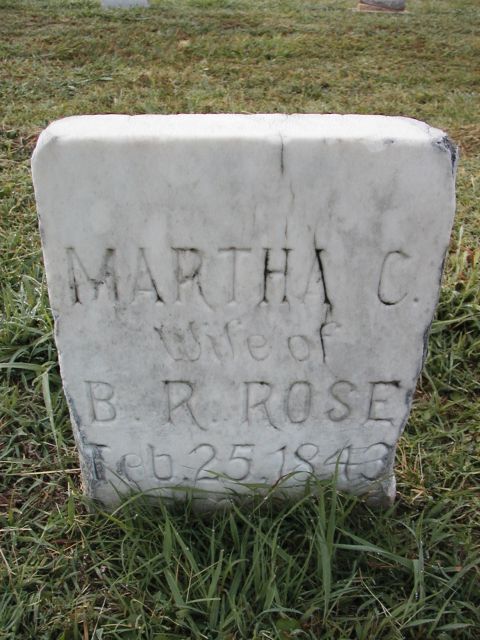 MARTHA C.
Wife of
B. R. ROSE
Feb. 25. 1843